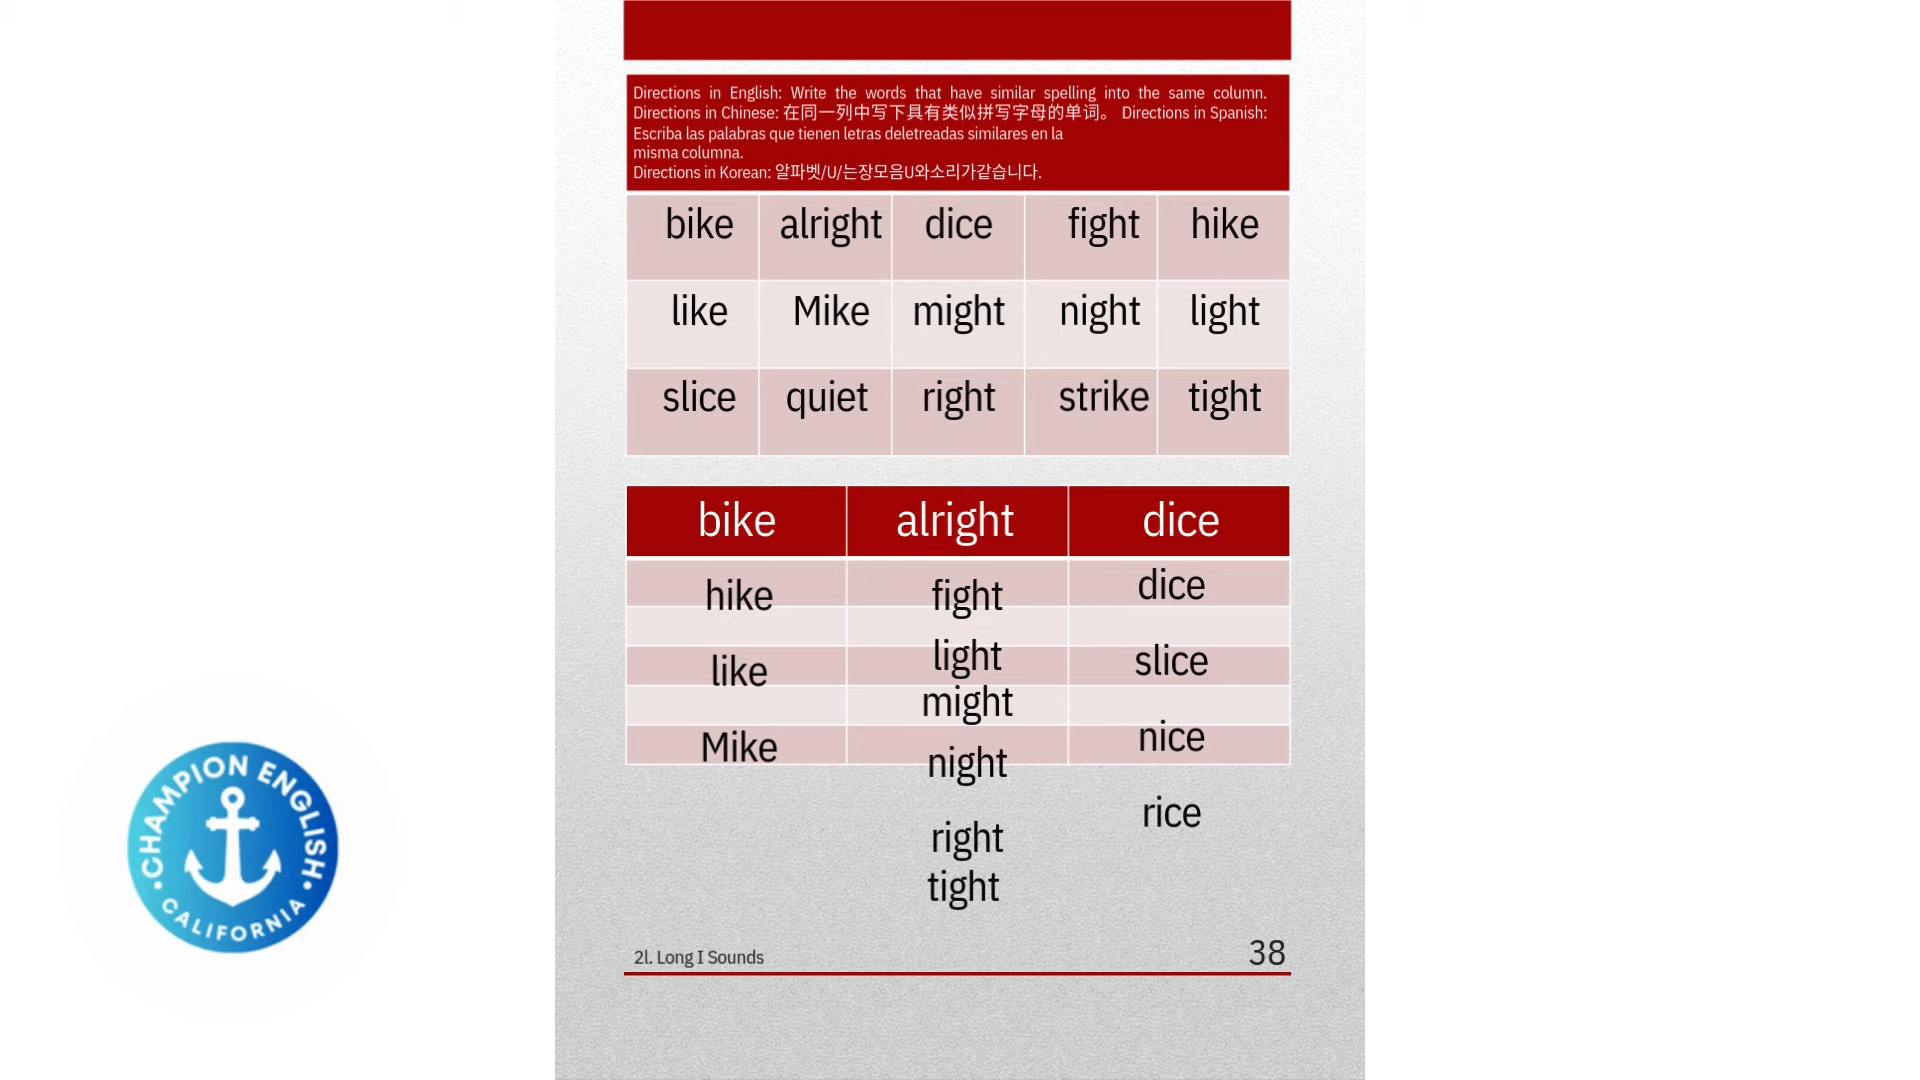 Directions in English: Write the words that have similar spelling into the same column.
Directions in Chinese: 在同一列中写下具有类似拼写字母的单词。 Directions in Spanish:
Escriba las palabras que tienen letras deletreadas similares en la
misma columna.
Directions in Korean: 알파벳/U/는장모음U와소리가같습니다.
bike alright dice fight hike
like Mike might night light
slice quiet right strike tight
bike alright dice
hike fight dice
like light slice
might
Mike night nice
right rice
tight
2l. Long I Sounds 38
CHAMPION ENGLISH
CALIFORNIA